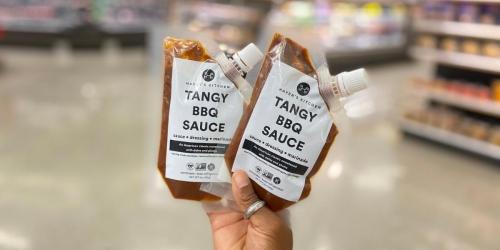 HAVEN'S KITCHEN
TANGY
BBQ
SAUCE
sauce • dressing • marinade
HAVEN'S KITCHEN
TANGY
BBQ
SAUCE
sauce • dressing • marinade